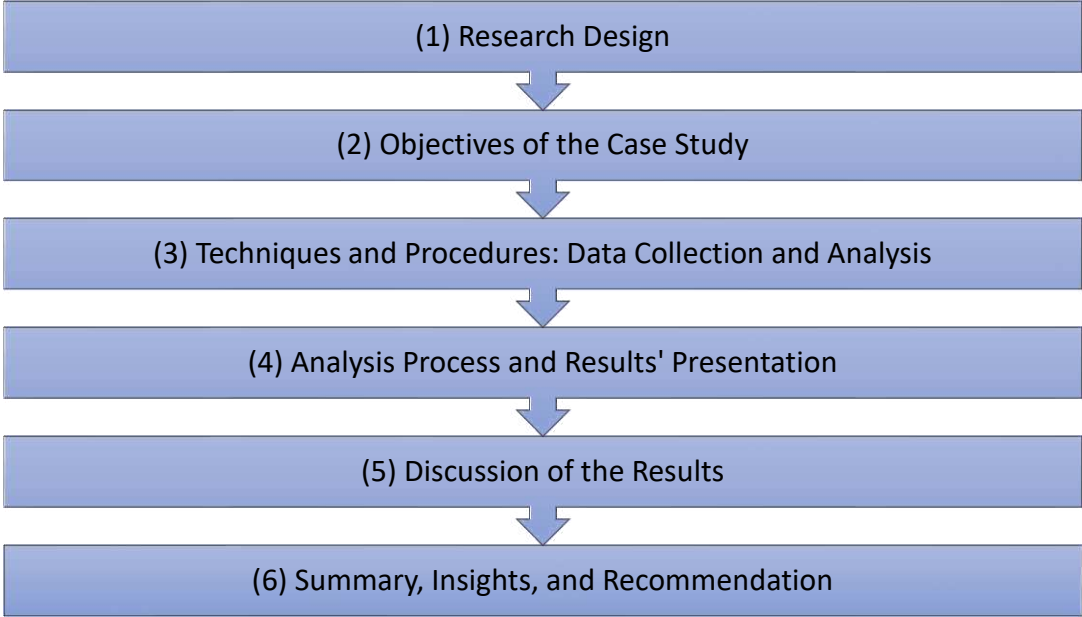 (1) Research Design
(2) Objectives of the Case Study
(3) Techniques and Procedures: Data Collection and Analysis
(4) Analysis Process and Results' Presentation
(5) Discussion of the Results
(6) Summary, Insights, and Recommendation